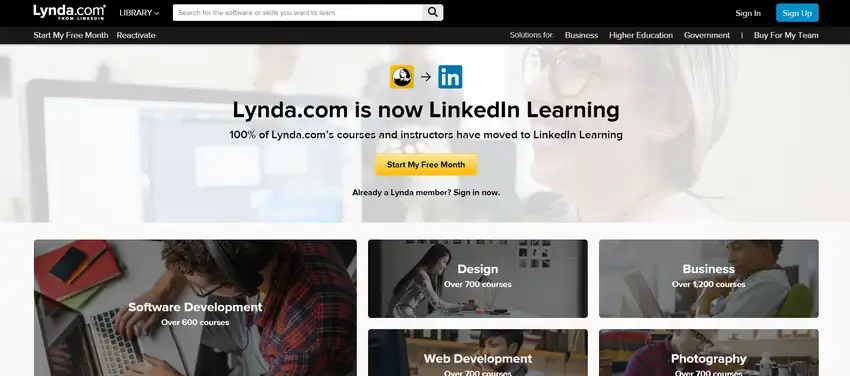 Lynda.com
FROM LINKEDIN
LIBRARY
Search for the software or skills you want to learn
Sign In
Sign Up
Start My Free Month
Reactivate
Solutions for:
Business
Higher Education
Government
|
Buy For My Team
in
Lynda.com is now LinkedIn Learning
100% of Lynda.com's courses and instructors have moved to LinkedIn Learning
Start My Free Month
Already a Lynda member? Sign in now.
Software Development
Over 600 courses
Design
Over 700 courses
Business
Over 1,200 courses
Web Development
Over 700 courses
Photography
Over 700 courses